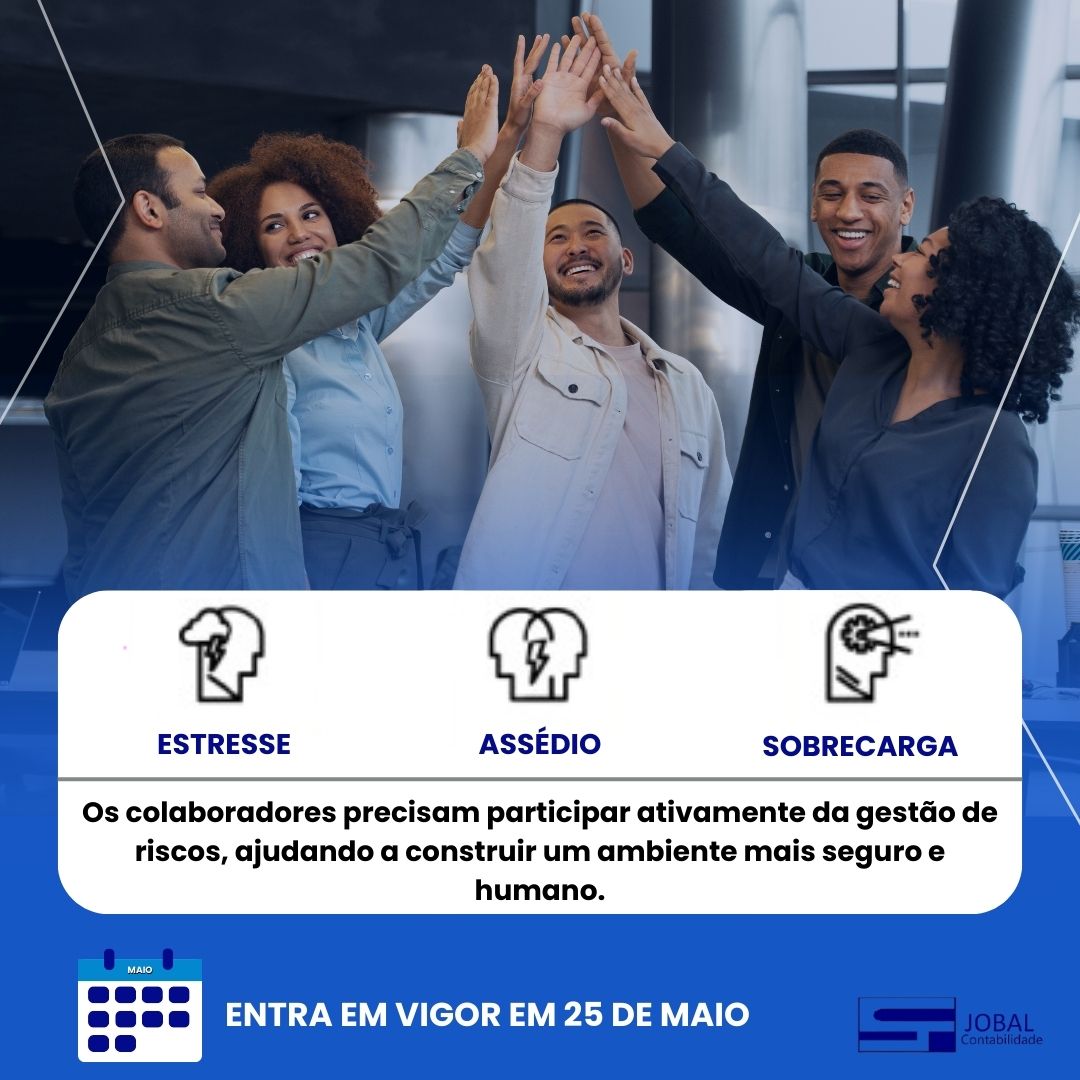 ESTRESSE
ASSÉDIO
SOBRECARGA
Os colaboradores precisam participar ativamente da gestão de
riscos, ajudando a construir um ambiente mais seguro e
humano.
MAIO
ENTRA EM VIGOR EM 25 DE MAIO
JOBAL
Contabilidade